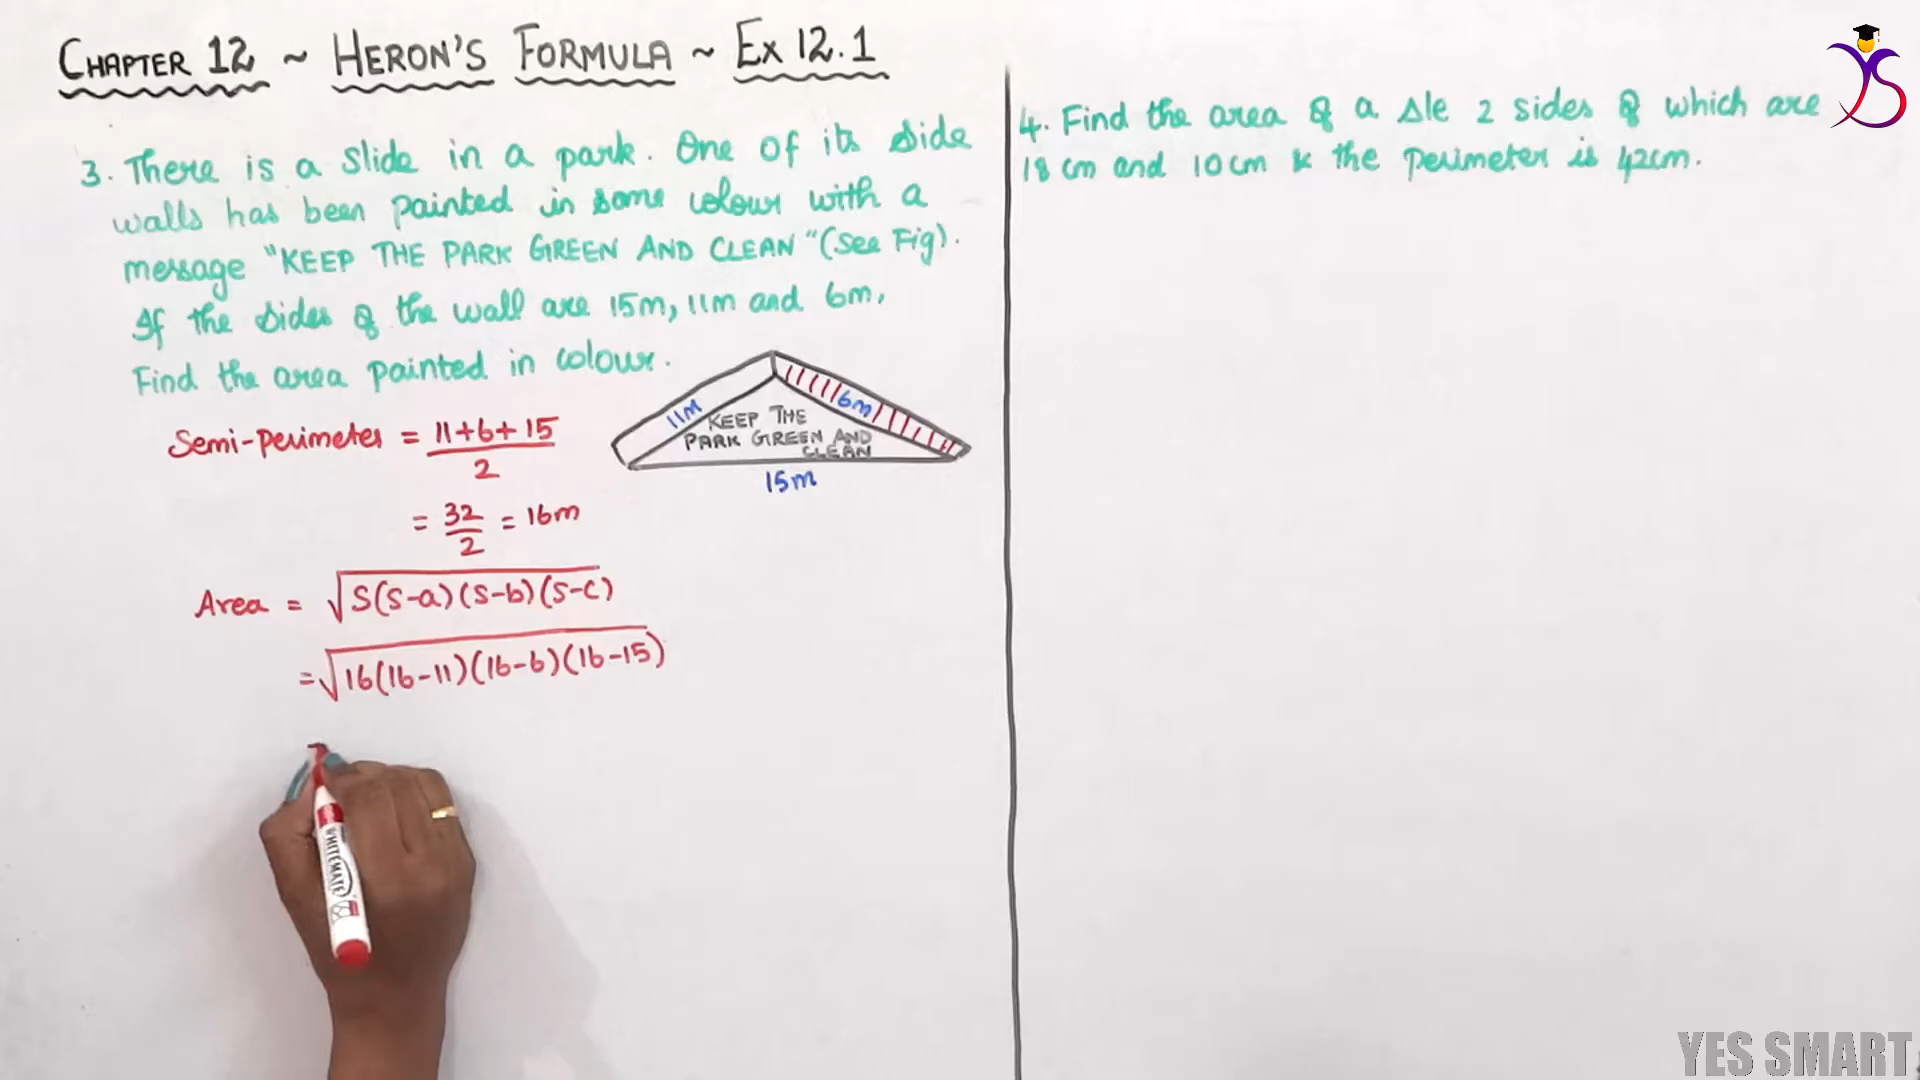 CHAPTER 12 ~ HERON'S FORMULA ~ EX 12.1
3. There is a slide in a park. One of its side
walls has been painted in some colour with a
message "KEEP THE PARK GREEN AND CLEAN" (see Fig).
If the sides of the wall are 15m, 11m and 6m,
Find the area painted in colour.
11m
6m
KEEP THE
PARK GREEN AND
CLEAN
15m
Semi-perimeter = 11+6+15
2
= 32/2 = 16m
Area = √S(S-a)(S-b)(S-c)
= √16(16-11)(16-6)(16-15)
WHITEMATE
4. Find the area of a Δle 2 sides of which are
18 cm and 10cm & the perimeter is 42cm.
YS
YES SMART